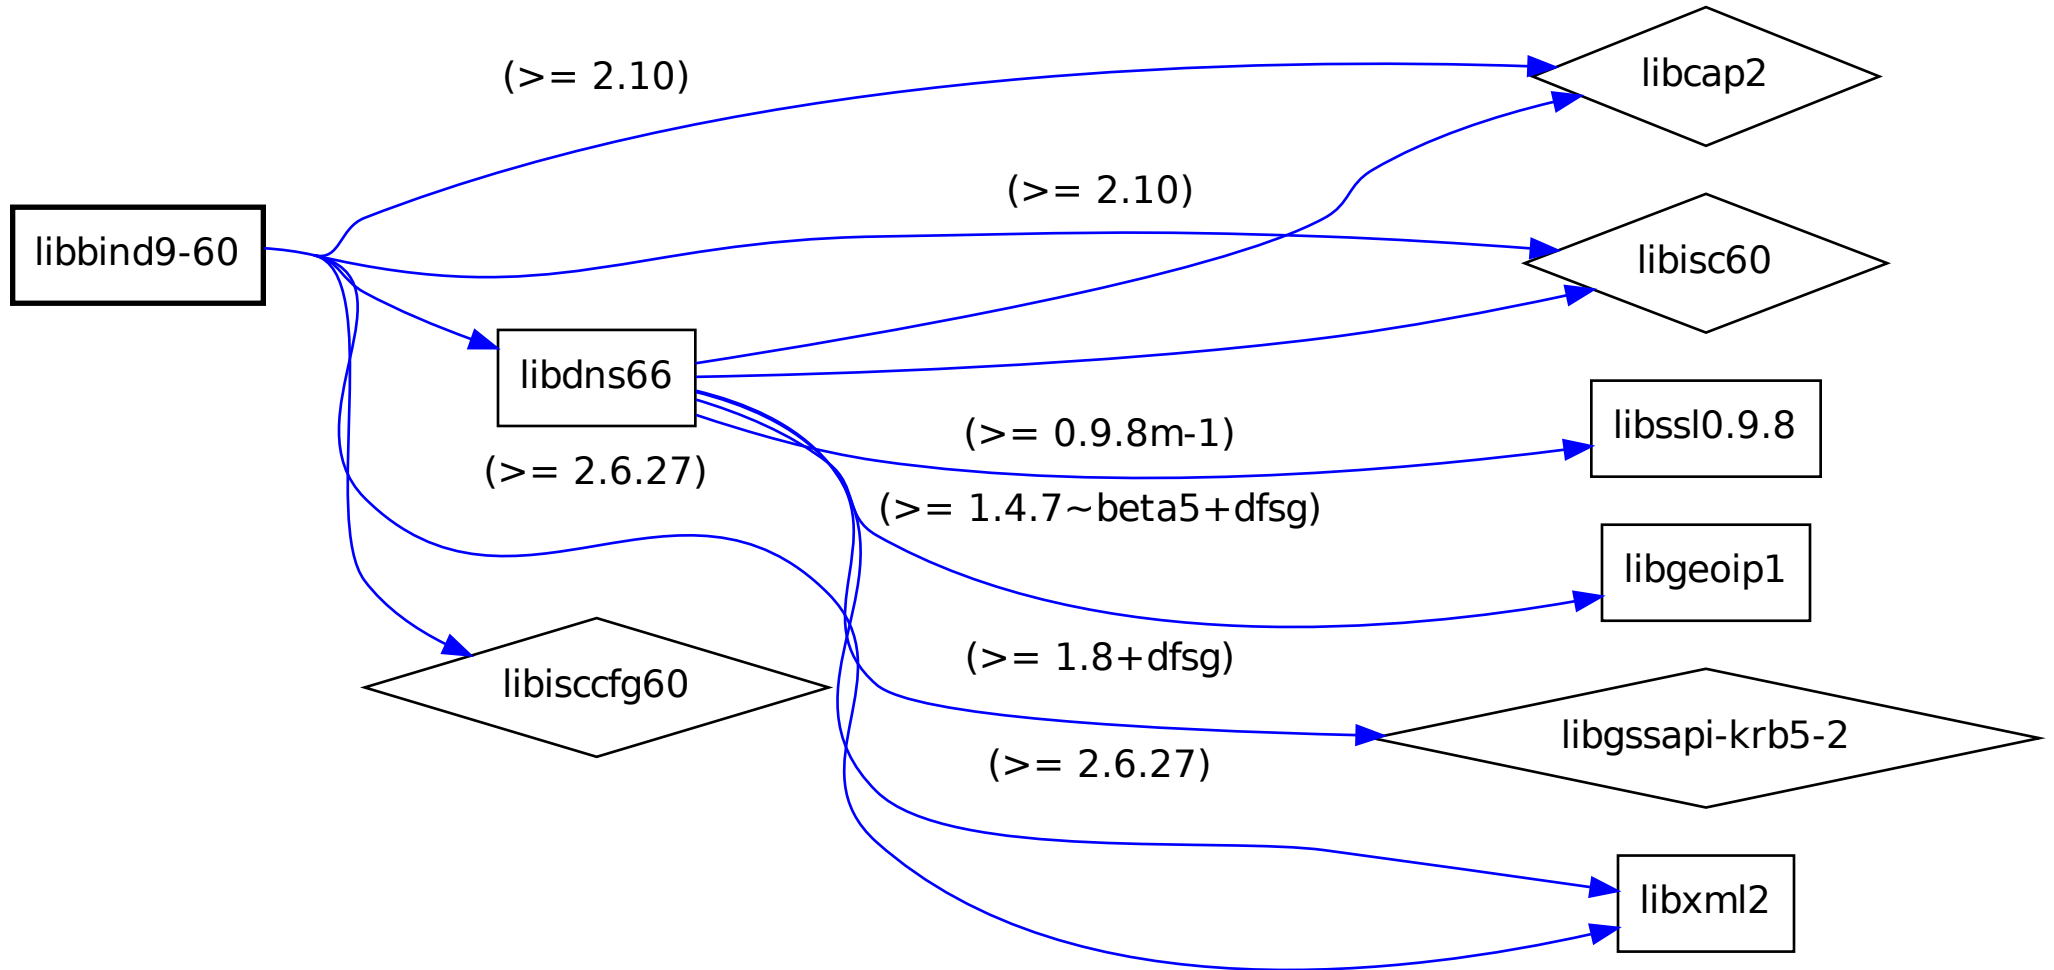 (>= 2.10)
libcap2
(>= 2.10)
libbind9-60
libisc60
libdns66
(>= 0.9.8m-1)
libssl0.9.8
(>= 2.6.27)
(>= 1.4.7~beta5+dfsg)
libgeoip1
(>= 1.8+dfsg)
libisccfg60
libgssapi-krb5-2
(>= 2.6.27)
libxml2